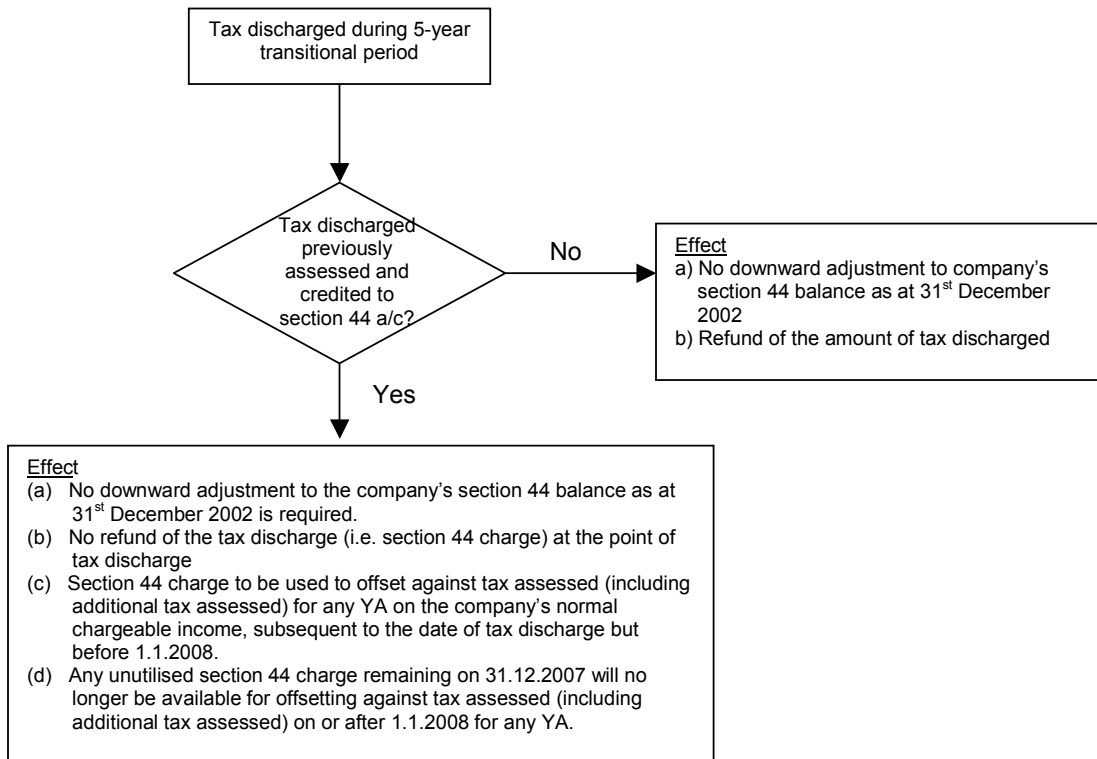 Tax discharged during 5-year
transitional period
Tax discharged
previously
assessed and
credited to
section 44 a/c?
No
Effect
a) No downward adjustment to company's
section 44 balance as at 31st December
2002
b) Refund of the amount of tax discharged
Yes
Effect
(a) No downward adjustment to the company's section 44 balance as at
31st December 2002 is required.
(b) No refund of the tax discharge (i.e. section 44 charge) at the point of
tax discharge
(c) Section 44 charge to be used to offset against tax assessed (including
additional tax assessed) for any YA on the company's normal
chargeable income, subsequent to the date of tax discharge but
before 1.1.2008.
(d) Any unutilised section 44 charge remaining on 31.12.2007 will no
longer be available for offsetting against tax assessed (including
additional tax assessed) on or after 1.1.2008 for any YA.